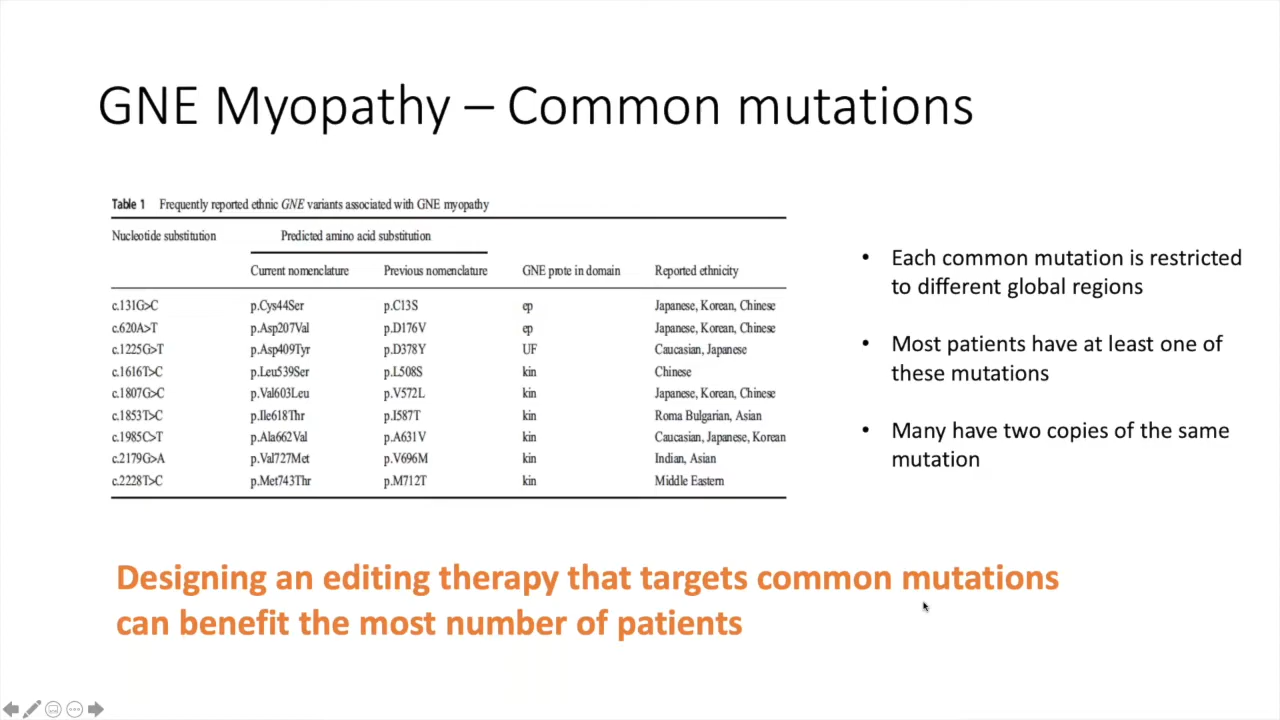 GNE Myopathy – Common mutations
Table 1 Frequently reported ethnic GNE variants associated with GNE myopathy
Nucleotide substitution Predicted amino acid substitution
Current nomenclature Previous nomenclature GNE prote in domain Reported ethnicity
c.131G>C p.Cys44Ser p.C13S ep Japanese, Korean, Chinese
c.620A>T p.Asp207Val p.D176V ep Japanese, Korean, Chinese
c.1225G>T p.Asp409Tyr p.D378Y UF Caucasian, Japanese
c.1616T>C p.Leu539Ser p.L508S kin Chinese
c.1807G>C p.Val603Leu p.V572L kin Japanese, Korean, Chinese
c.1853T>C p.Ile618Thr p.I587T kin Roma Bulgarian, Asian
c.1985C>T p.Ala662Val p.A631V kin Caucasian, Japanese, Korean
c.2179G>A p.Val727Met p.V696M kin Indian, Asian
c.2228T>C p.Met743Thr p.M712T kin Middle Eastern
• Each common mutation is restricted
to different global regions
• Most patients have at least one of
these mutations
• Many have two copies of the same
mutation
Designing an editing therapy that targets common mutations
can benefit the most number of patients